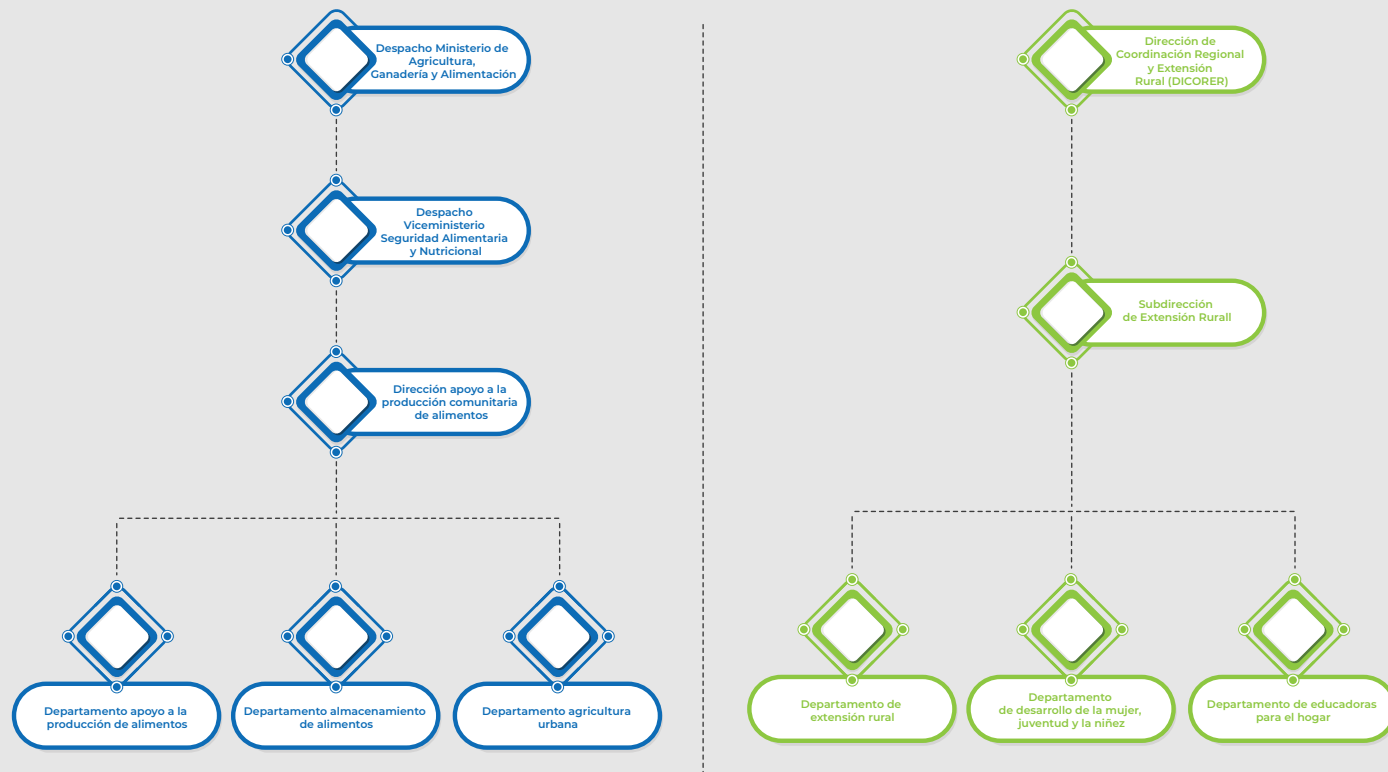 Despacho Ministerio de
Agricultura,
Ganadería y Alimentación
Despacho
Viceministerio
Seguridad Alimentaria
y Nutricional
Dirección apoyo a la
producción comunitaria
de alimentos
Departamento apoyo a la
producción de alimentos
Departamento almacenamiento
de alimentos
Departamento agricultura
urbana
Dirección de
Coordinación Regional
y Extensión
Rural (DICORER)
Subdirección
de Extensión Rurall
Departamento de
extensión rural
Departamento
de desarrollo de la mujer,
juventud y la niñez
Departamento de educadoras
para el hogar